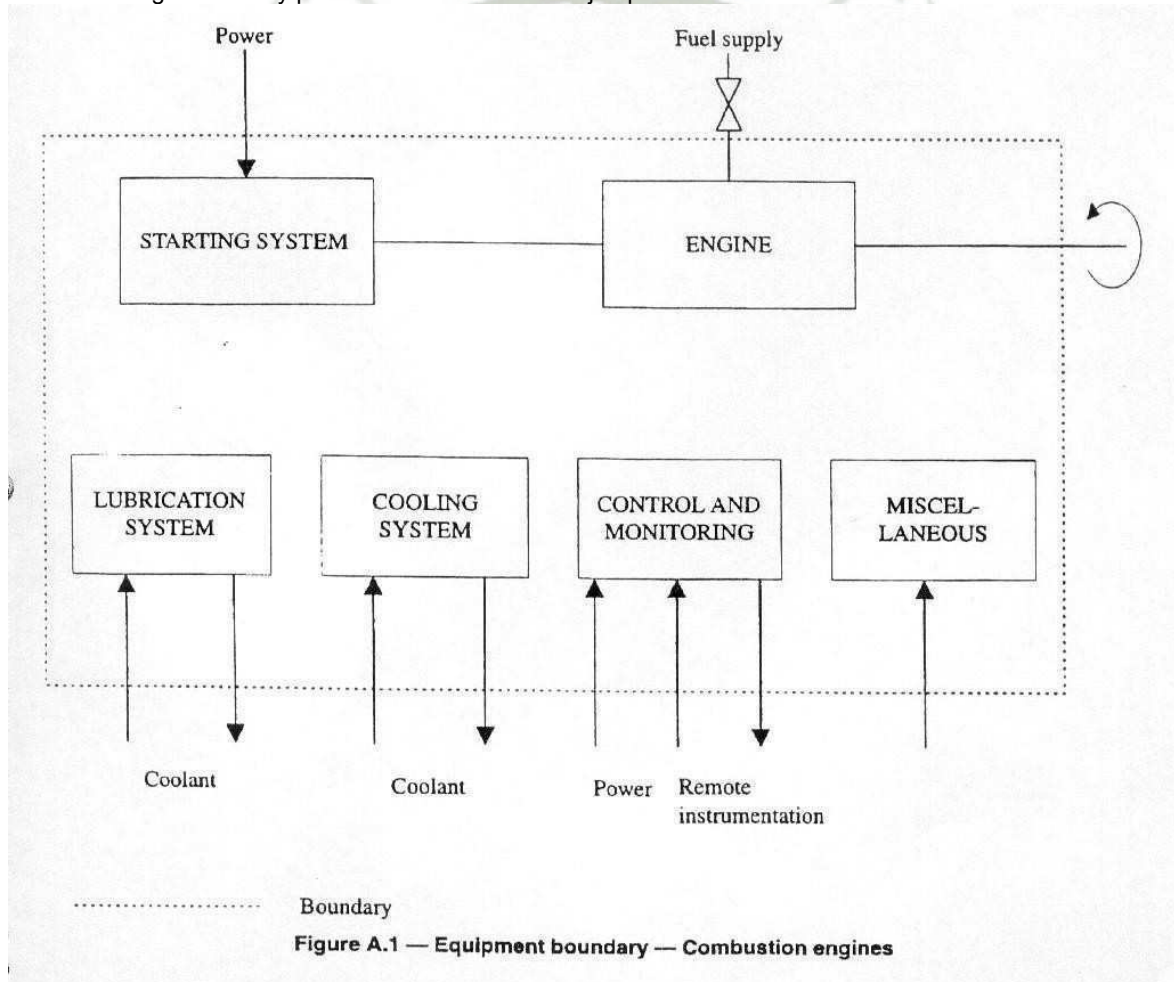 Power
Fuel supply
STARTING SYSTEM
ENGINE
LUBRICATION
SYSTEM
COOLING
SYSTEM
CONTROL AND
MONITORING
MISCEL-
LANEOUS
Coolant
Coolant
Power
Remote
instrumentation
Boundary
Figure A.1 — Equipment boundary — Combustion engines